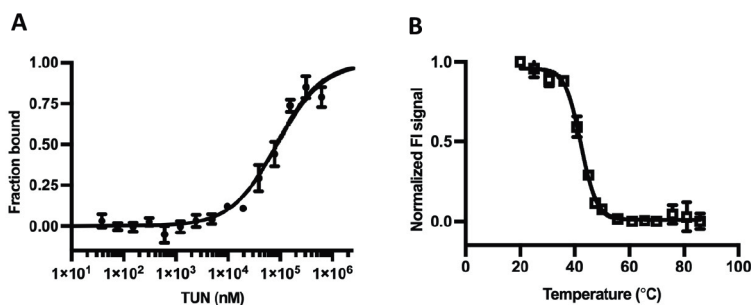 A
1.00
0.75
0.50
0.25
0.00
Fraction bound
1×10¹ 1×10² 1×10³ 1×10⁴ 1×10⁵ 1×10⁶
TUN (nM)
B
1.0
0.5
0.0
Normalized Fl signal
0 20 40 60 80 100
Temperature (°C)